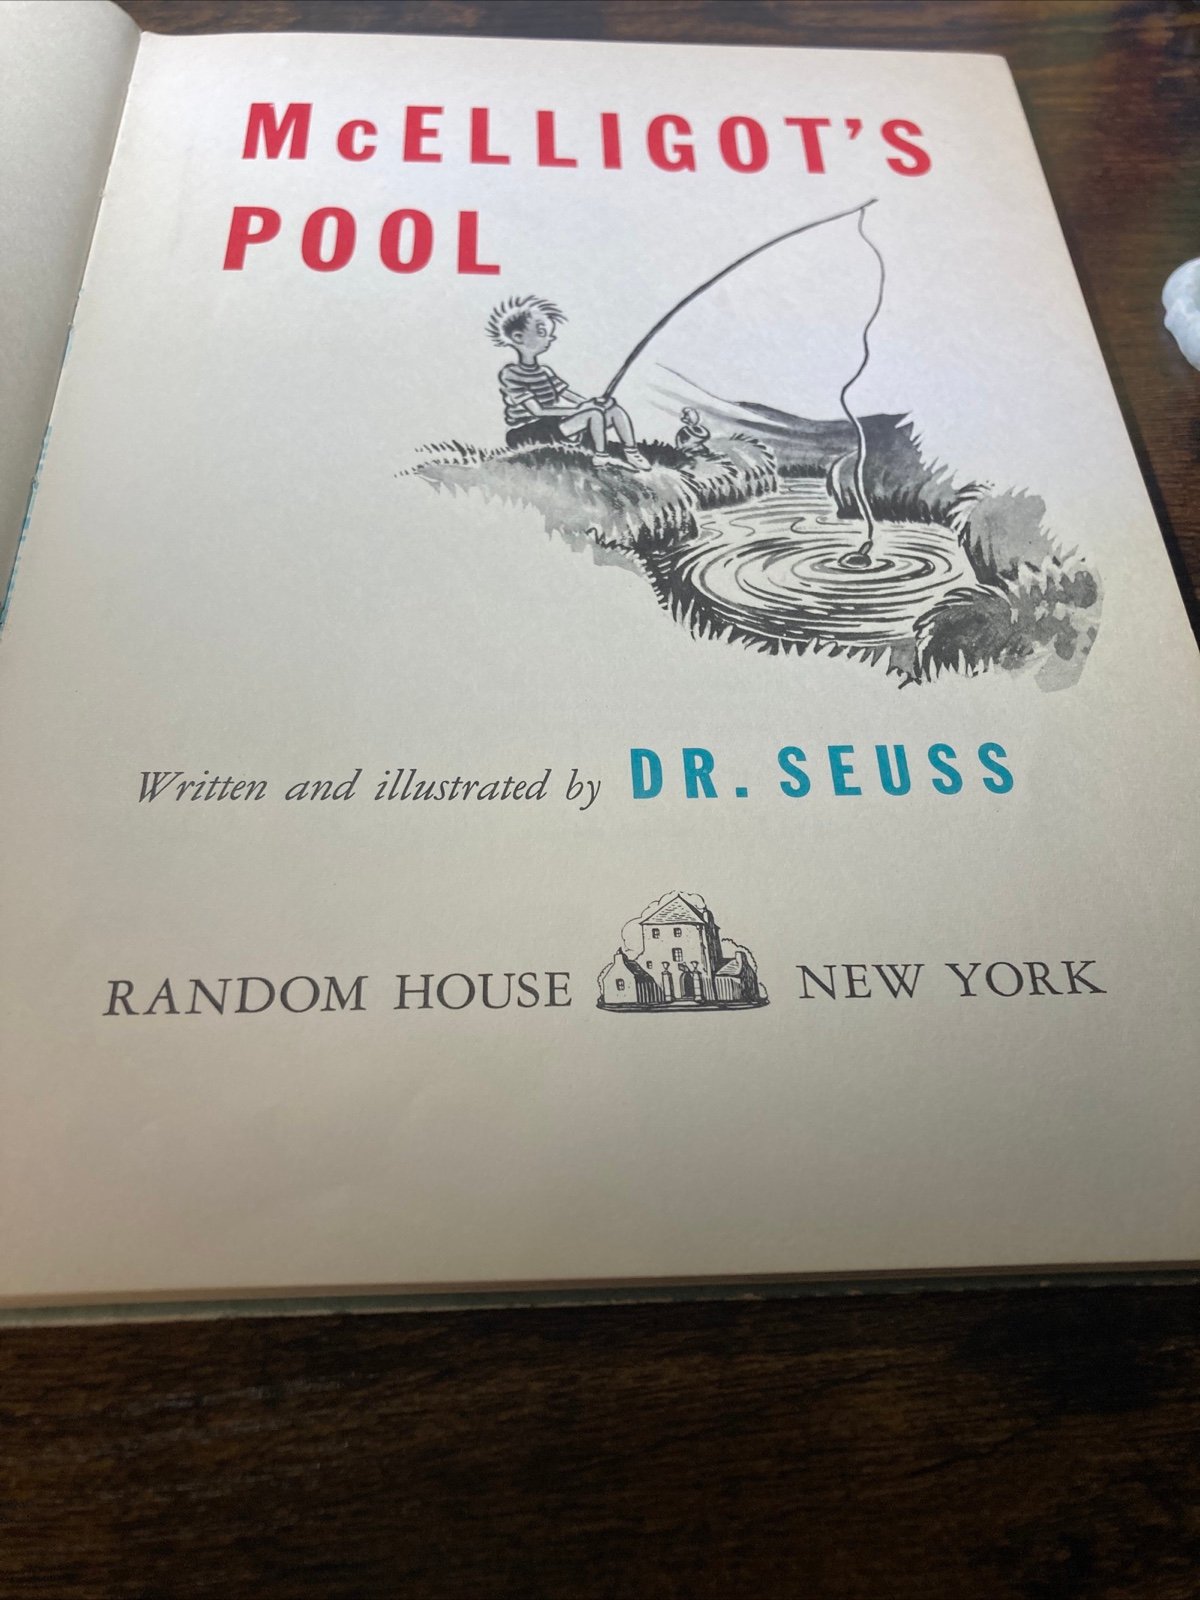 McELLIGOT'S
POOL
Written and illustrated by DR. SEUSS
RANDOM HOUSE NEW YORK